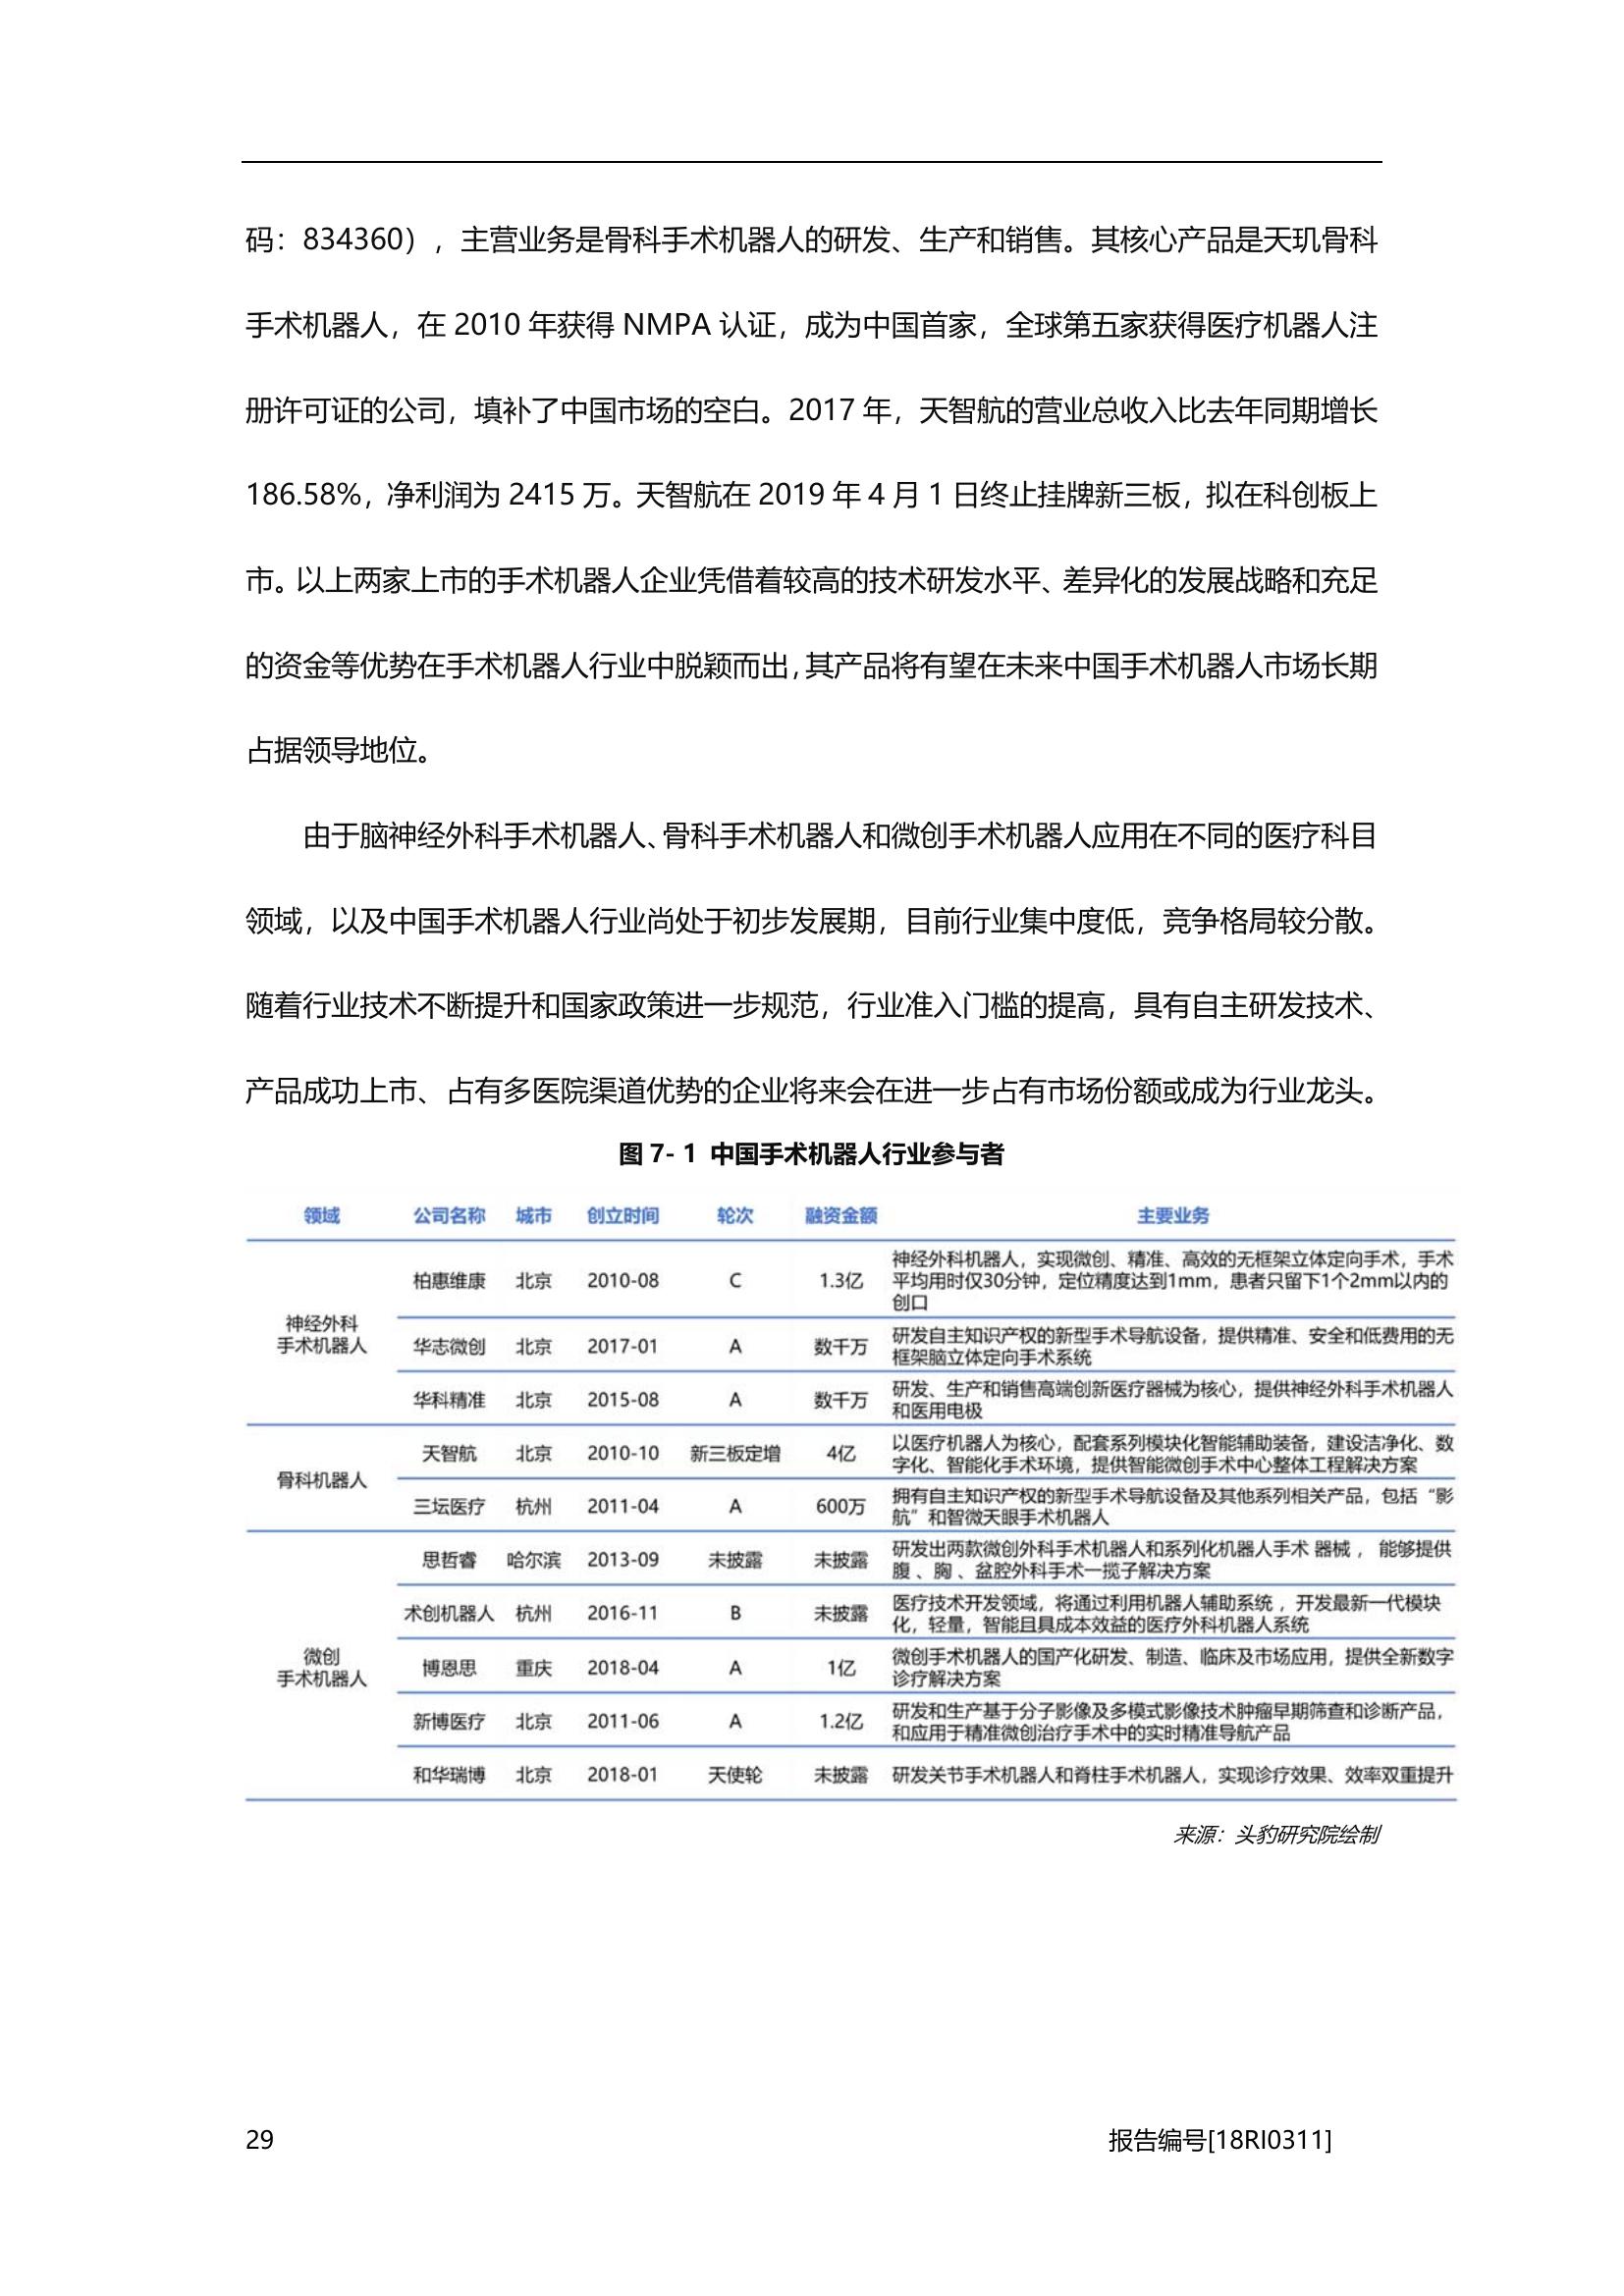 码：834360），主营业务是骨科手术机器人的研发、生产和销售。其核心产品是天玑骨科
手术机器人，在 2010 年获得 NMPA 认证，成为中国首家，全球第五家获得医疗机器人注
册许可证的公司，填补了中国市场的空白。2017 年，天智航的营业总收入比去年同期增长
186.58%，净利润为 2415 万。天智航在 2019 年 4 月 1 日终止挂牌新三板，拟在科创板上
市。以上两家上市的手术机器人企业凭借着较高的技术研发水平、差异化的发展战略和充足
的资金等优势在手术机器人行业中脱颖而出，其产品将有望在未来中国手术机器人市场长期
占据领导地位。
由于脑神经外科手术机器人、骨科手术机器人和微创手术机器人应用在不同的医疗科目
领域，以及中国手术机器人行业尚处于初步发展期，目前行业集中度低，竞争格局较分散。
随着行业技术不断提升和国家政策进一步规范，行业准入门槛的提高，具有自主研发技术、
产品成功上市、占有多医院渠道优势的企业将来会在进一步占有市场份额或成为行业龙头。
图 7- 1 中国手术机器人行业参与者
领域 公司名称 城市 创立时间 轮次 融资金额 主要业务
神经外科
手术机器人
柏惠维康 北京 2010-08 C 1.3亿 神经外科机器人，实现微创、精准、高效的无框架立体定向手术，手术
平均用时仅30分钟，定位精度达到1mm，患者只留下1个2mm以内的
创口
华志微创 北京 2017-01 A 数千万 研发自主知识产权的新型手术导航设备，提供精准、安全和低费用的无
框架脑立体定向手术系统
华科精准 北京 2015-08 A 数千万 研发、生产和销售高端创新医疗器械为核心，提供神经外科手术机器人
和医用电极
骨科机器人
天智航 北京 2010-10 新三板定增 4亿 以医疗机器人为核心，配套系列模块化智能辅助装备，建设洁净化、数
字化、智能化手术环境，提供智能微创手术中心整体工程解决方案
三坛医疗 杭州 2011-04 A 600万 拥有自主知识产权的新型手术导航设备及其他系列相关产品，包括“影
航”和智微天眼手术机器人
微创
手术机器人
思哲睿 哈尔滨 2013-09 未披露 未披露 研发出两款微创外科手术机器人和系列化机器人手术 器械 ， 能够提供
腹 、胸 、盆腔外科手术一揽子解决方案
术创机器人 杭州 2016-11 B 未披露 医疗技术开发领域，将通过利用机器人辅助系统 ，开发最新一代模块
化，轻量，智能且具成本效益的医疗外科机器人系统
博恩思 重庆 2018-04 A 1亿 微创手术机器人的国产化研发、制造、临床及市场应用，提供全新数字
诊疗解决方案
新博医疗 北京 2011-06 A 1.2亿 研发和生产基于分子影像及多模式影像技术肿瘤早期筛查和诊断产品，
和应用于精准微创治疗手术中的实时精准导航产品
和华瑞博 北京 2018-01 天使轮 未披露 研发关节手术机器人和脊柱手术机器人，实现诊疗效果、效率双重提升
来源：头豹研究院绘制
29 报告编号[18RI0311]